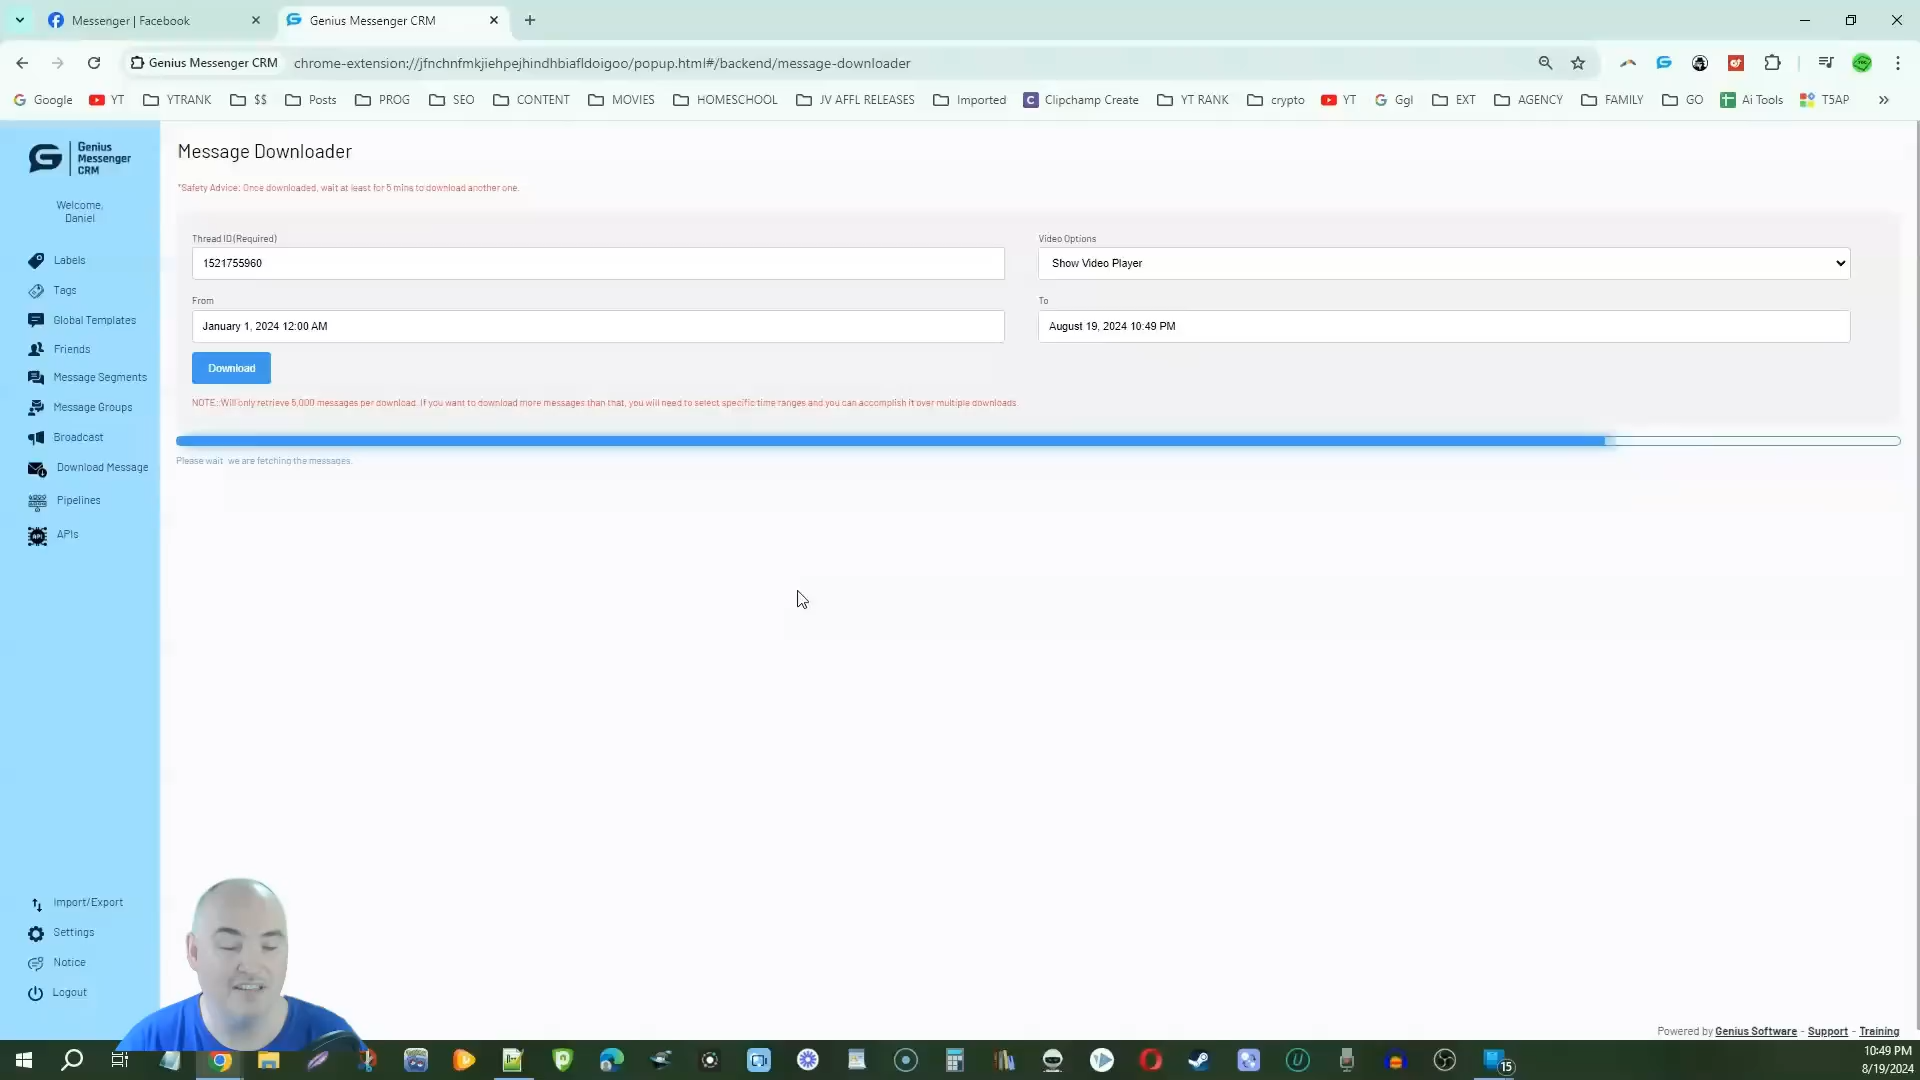 Messenger | Facebook
Genius Messenger CRM
Genius Messenger CRM
chrome-extension://jfnchnfmkjiehpejhindhbiafldoigoo/popup.html#/backend/message-downloader
Google YT YTRANK $$ Posts PROG SEO CONTENT MOVIES HOMESCHOOL JV AFFL RELEASES Imported Clipchamp Create YT RANK crypto YT Ggl EXT AGENCY FAMILY GO Ai Tools T5AP
Genius
Messenger
CRM
Welcome,
Daniel
Labels
Tags
Global Templates
Friends
Message Segments
Message Groups
Broadcast
Download Message
Pipelines
APIs
Import/Export
Settings
Notice
Logout
Message Downloader
*Safety Advice: Once downloaded, wait at least for 5 mins to download another one.
Thread ID(Required)
1521755960
Video Options
Show Video Player
From
January 1, 2024 12:00 AM
To
August 19, 2024 10:49 PM
Download
NOTE: Will only retrieve 5,000 messages per download. If you want to download more messages than that, you will need to select specific time ranges and you can accomplish it over multiple downloads.
Please wait we are fetching the messages.
Powered by Genius Software - Support - Training
15
10:49 PM
8/19/2024